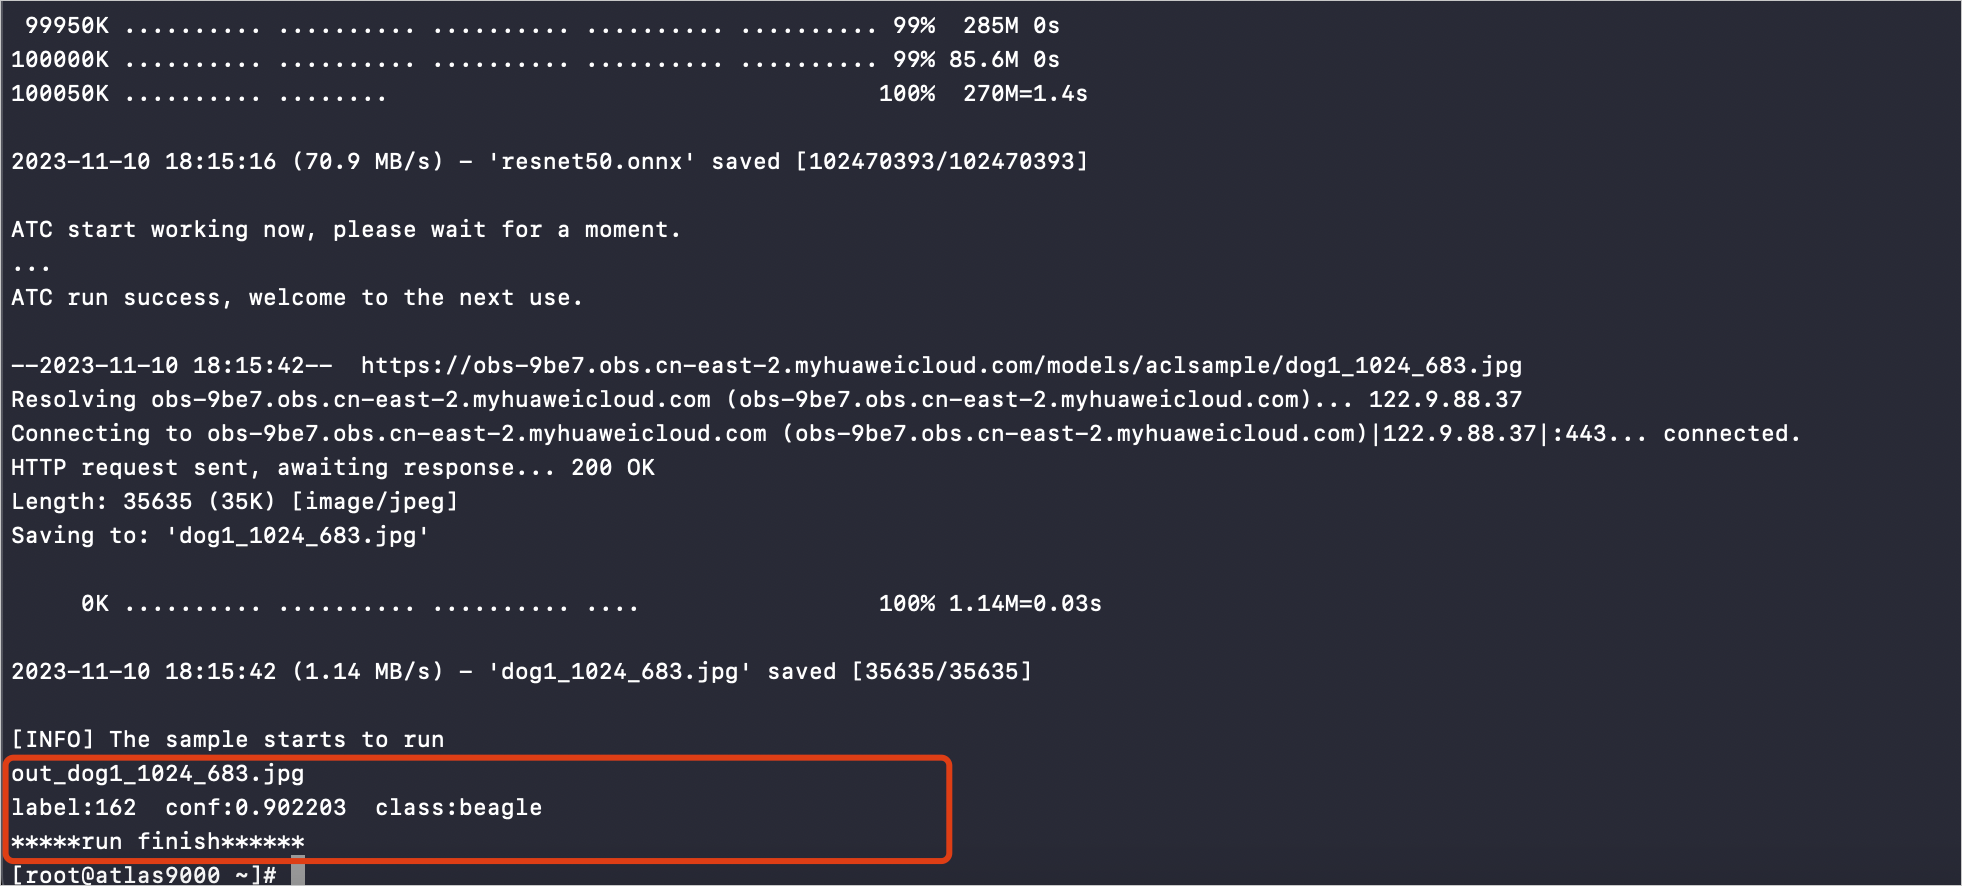 99950K .......... .......... .......... .......... .......... 99%  285M 0s
100000K .......... .......... .......... .......... .......... 99% 85.6M 0s
100050K .......... ........                                   100%  270M=1.4s
2023-11-10 18:15:16 (70.9 MB/s) - 'resnet50.onnx' saved [102470393/102470393]
ATC start working now, please wait for a moment.
...
ATC run success, welcome to the next use.
--2023-11-10 18:15:42--  https://obs-9be7.obs.cn-east-2.myhuaweicloud.com/models/aclsample/dog1_1024_683.jpg
Resolving obs-9be7.obs.cn-east-2.myhuaweicloud.com (obs-9be7.obs.cn-east-2.myhuaweicloud.com)... 122.9.88.37
Connecting to obs-9be7.obs.cn-east-2.myhuaweicloud.com (obs-9be7.obs.cn-east-2.myhuaweicloud.com)|122.9.88.37|:443... connected.
HTTP request sent, awaiting response... 200 OK
Length: 35635 (35K) [image/jpeg]
Saving to: 'dog1_1024_683.jpg'
0K .......... .......... .......... ....                 100% 1.14M=0.03s
2023-11-10 18:15:42 (1.14 MB/s) - 'dog1_1024_683.jpg' saved [35635/35635]
[INFO] The sample starts to run
out_dog1_1024_683.jpg
label:162  conf:0.902203  class:beagle
*****run finish******
[root@atlas9000 ~]#